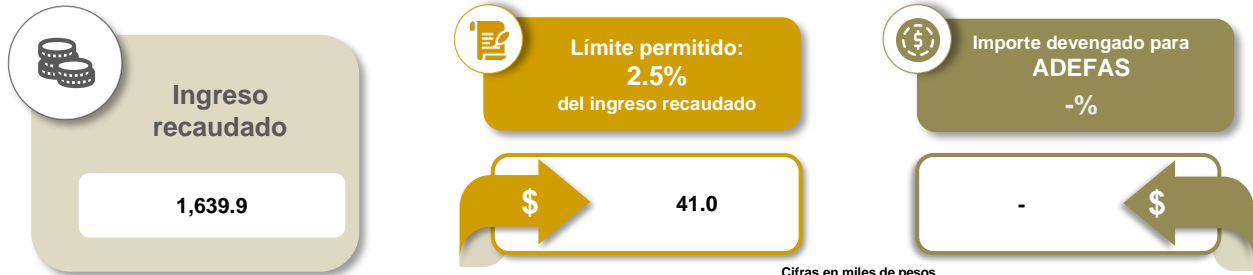 Ingreso
recaudado
1,639.9
Límite permitido:
2.5%
del ingreso recaudado
$
41.0
Importe devengado para
ADEFAS
-%
-
$
Cifras en miles de pesos